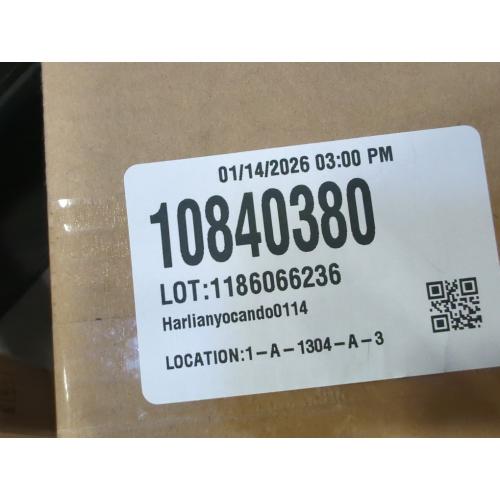 01/14/2026 03:00 PM
10840380
LOT:1186066236
Harlianyocando0114
LOCATION:1-A-1304-A-3